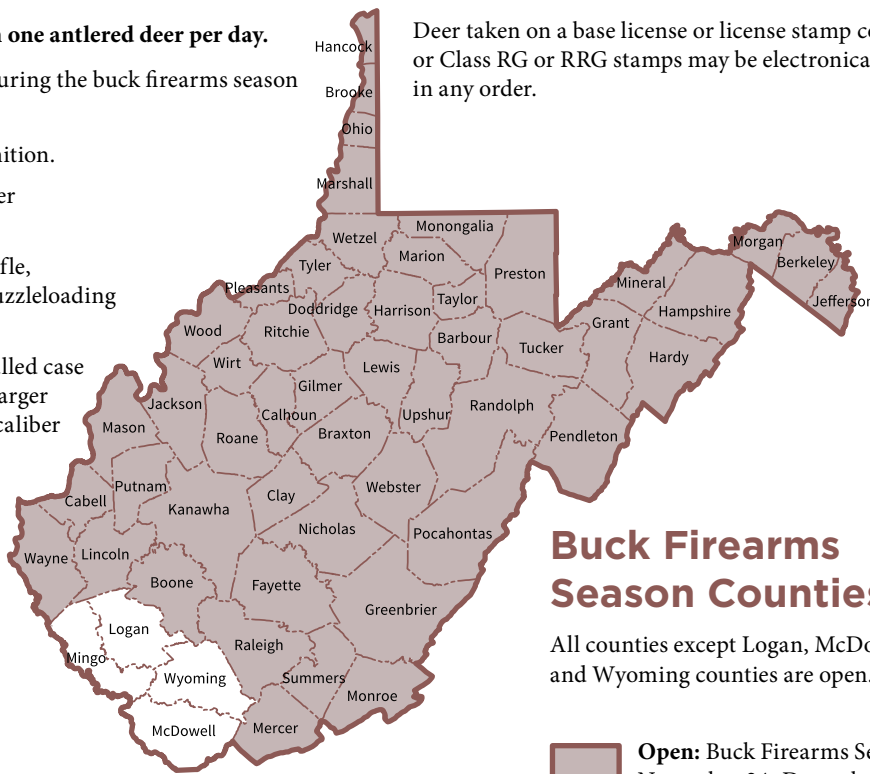 one antlered deer per day.
uring the buck firearms season
nition.
er
fle,
uzzleloading
lled case
arger
caliber
Deer taken on a base license or license stamp co
or Class RG or RRG stamps may be electronica
in any order.
Hancock
Brooke
Ohio
Marshall
Wetzel
Monongalia
Marion
Preston
Tyler
Pleasants
Doddridge
Harrison
Taylor
Wood
Ritchie
Barbour
Tucker
Grant
Mineral
Hampshire
Morgan
Berkeley
Jefferson
Hardy
Wirt
Lewis
Gilmer
Jackson
Calhoun
Upshur
Randolph
Mason
Roane
Braxton
Pendleton
Putnam
Cabell
Kanawha
Clay
Webster
Nicholas
Pocahontas
Wayne
Lincoln
Boone
Fayette
Greenbrier
Logan
Mingo
Raleigh
Wyoming
Summers
Monroe
McDowell
Mercer
Buck Firearms
Season Counties
All counties except Logan, McDo
and Wyoming counties are open.
Open: Buck Firearms Se